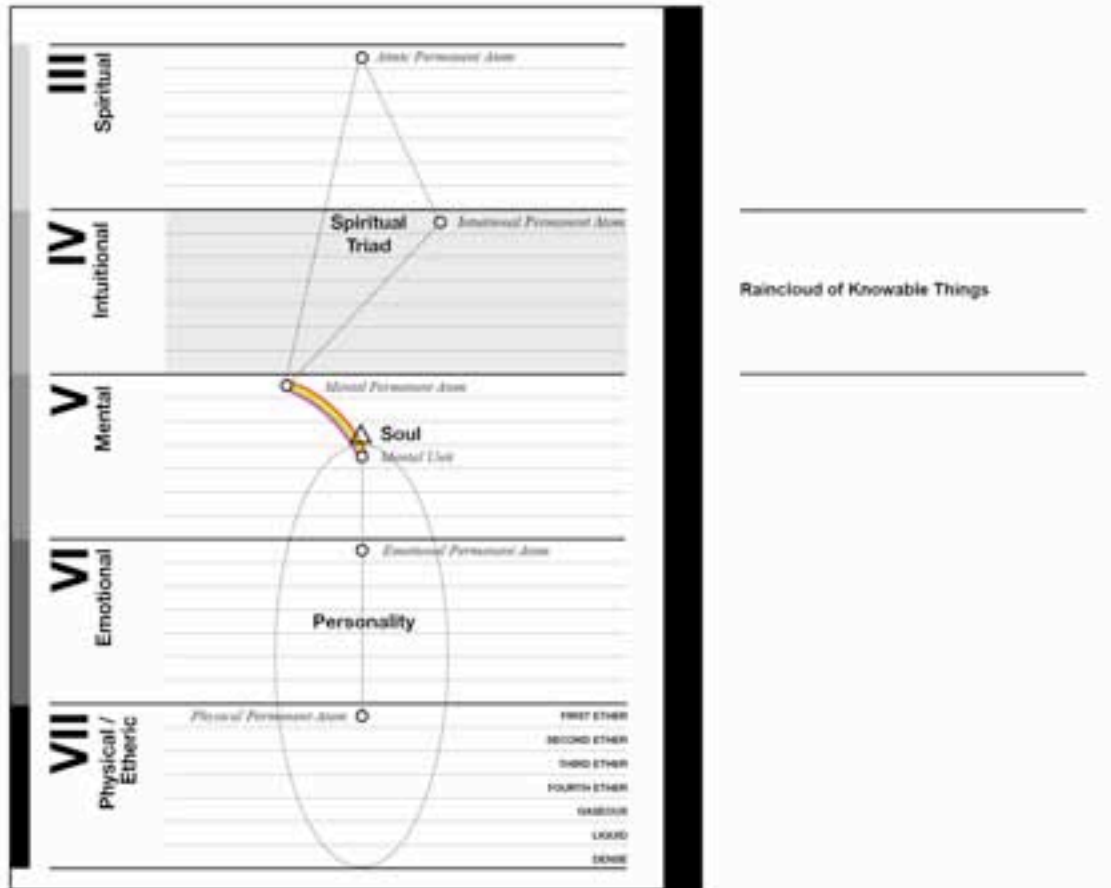 III
Spiritual
Atmic Permanent Atom
IV
Intuitional
Spiritual
Triad
Intuitional Permanent Atom
Raincloud of Knowable Things
V
Mental
Mental Permanent Atom
Soul
Mental Unit
VI
Emotional
Emotional Permanent Atom
Personality
VII
Physical /
Etheric
Physical Permanent Atom
FIRST ETHER
SECOND ETHER
THIRD ETHER
FOURTH ETHER
GASEOUS
LIQUID
DENSE